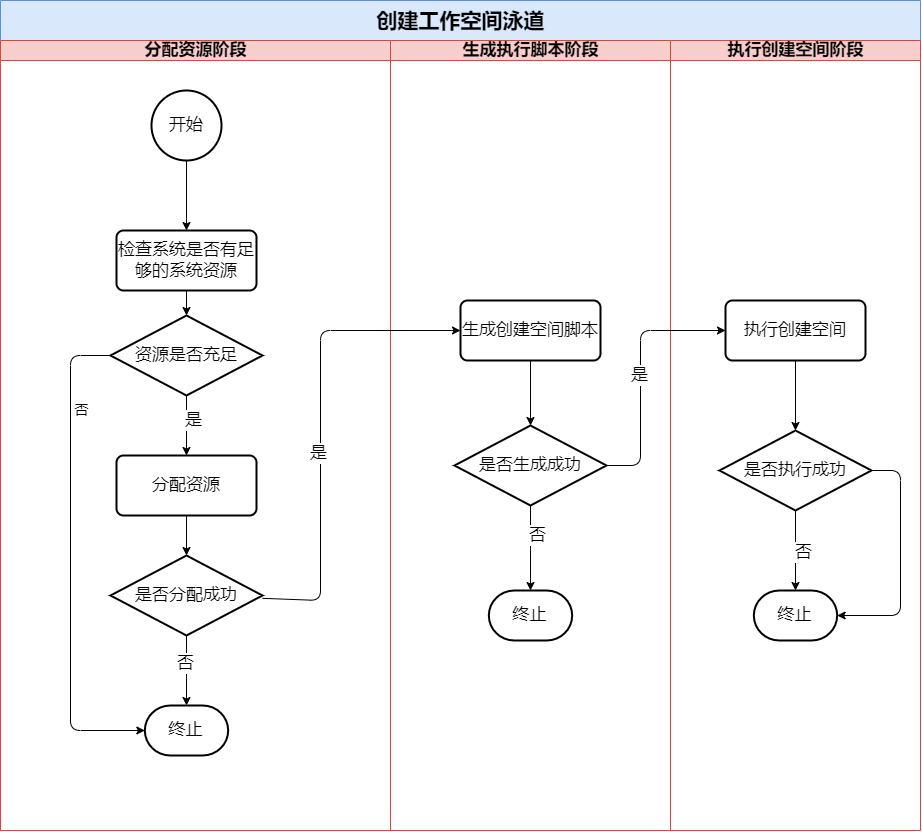 创建工作空间泳道
分配资源阶段
生成执行脚本阶段
执行创建空间阶段
开始
检查系统是否有足
够的系统资源
资源是否充足
否
是
分配资源
是否分配成功
是
否
终止
生成创建空间脚本
是否生成成功
是
否
终止
执行创建空间
是否执行成功
否
终止